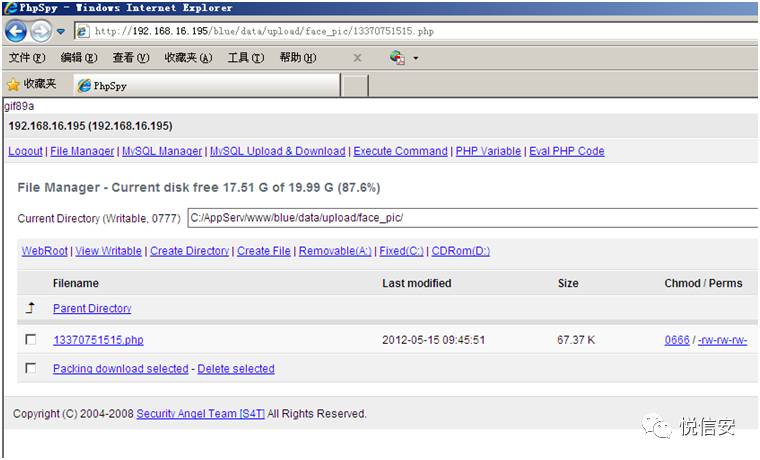 PhpSpy - Windows Internet Explorer
http://192.168.16.195/blue/data/upload/face_pic/13370751515.php
文件(F) 编辑(E) 查看(V) 收藏夹(A) 工具(T) 帮助(H) x
收藏夹 PhpSpy
gif89a
192.168.16.195 (192.168.16.195)
Logout | File Manager | MySQL Manager | MySQL Upload & Download | Execute Command | PHP Variable | Eval PHP Code
File Manager - Current disk free 17.51 G of 19.99 G (87.6%)
Current Directory (Writable, 0777) C:/AppServ/www/blue/data/upload/face_pic/
WebRoot | View Writable | Create Directory | Create File | Removable(A:) | Fixed(C:) | CDRom(D:)
Filename Last modified Size Chmod / Perms
Parent Directory
13370751515.php 2012-05-15 09:45:51 67.37 K 0666 / -rw-rw-rw-
Packing download selected - Delete selected
Copyright (C) 2004-2008 Security Angel Team [S4T] All Rights Reserved.
悦信安